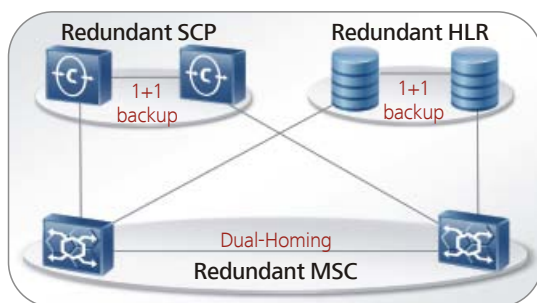 Redundant SCP
Redundant HLR
C
C
1+1
backup
1+1
backup
Dual-Homing
Redundant MSC